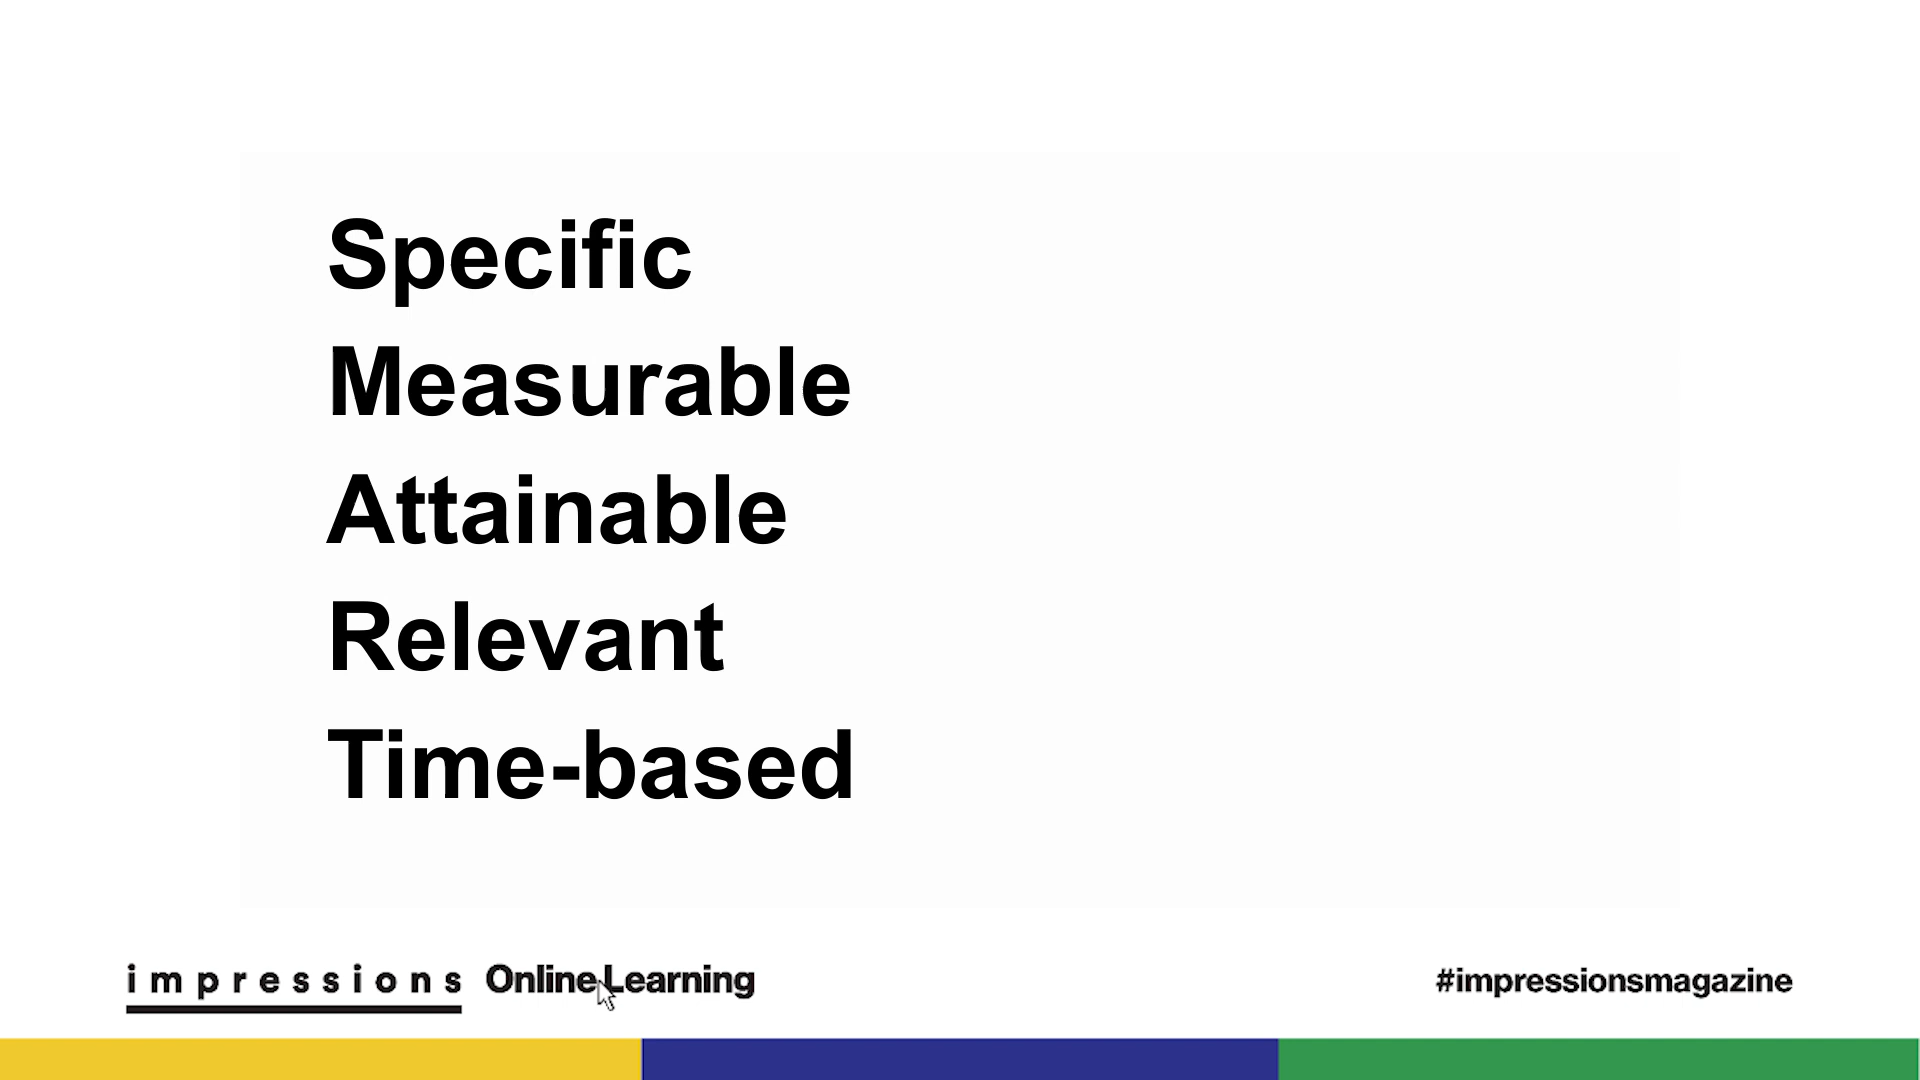 Specific
Measurable
Attainable
Relevant
Time-based
impressions Online Learning
#impressionsmagazine